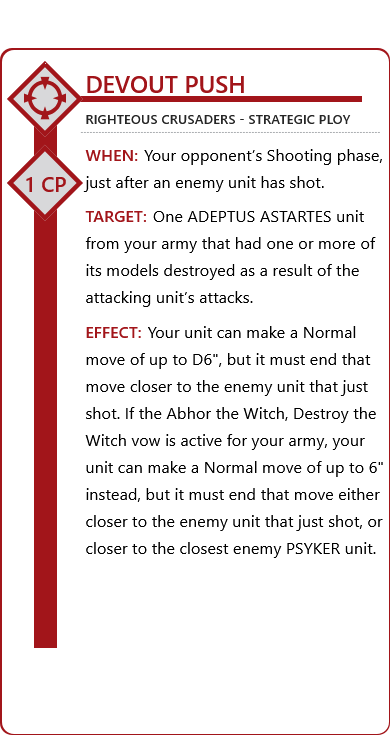 DEVOUT PUSH
RIGHTEOUS CRUSADERS - STRATEGIC PLOY
1 CP
WHEN: Your opponent's Shooting phase,
just after an enemy unit has shot.
TARGET: One ADEPTUS ASTARTES unit
from your army that had one or more of
its models destroyed as a result of the
attacking unit's attacks.
EFFECT: Your unit can make a Normal
move of up to D6", but it must end that
move closer to the enemy unit that just
shot. If the Abhor the Witch, Destroy the
Witch vow is active for your army, your
unit can make a Normal move of up to 6"
instead, but it must end that move either
closer to the enemy unit that just shot, or
closer to the closest enemy PSYKER unit.